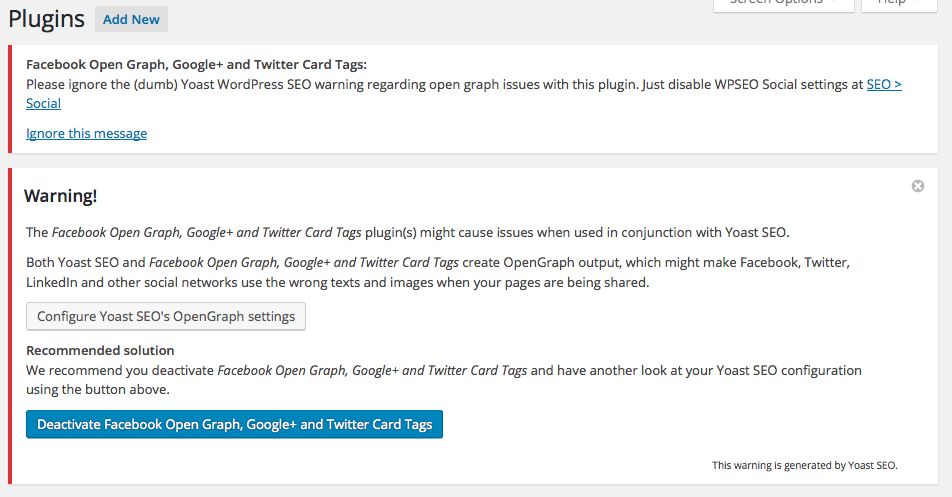 Plugins Add New
Screen Options Help
Facebook Open Graph, Google+ and Twitter Card Tags:
Please ignore the (dumb) Yoast WordPress SEO warning regarding open graph issues with this plugin. Just disable WPSEO Social settings at SEO >
Social
Ignore this message
Warning!
The Facebook Open Graph, Google+ and Twitter Card Tags plugin(s) might cause issues when used in conjunction with Yoast SEO.
Both Yoast SEO and Facebook Open Graph, Google+ and Twitter Card Tags create OpenGraph output, which might make Facebook, Twitter,
LinkedIn and other social networks use the wrong texts and images when your pages are being shared.
Configure Yoast SEO's OpenGraph settings
Recommended solution
We recommend you deactivate Facebook Open Graph, Google+ and Twitter Card Tags and have another look at your Yoast SEO configuration
using the button above.
Deactivate Facebook Open Graph, Google+ and Twitter Card Tags
This warning is generated by Yoast SEO.